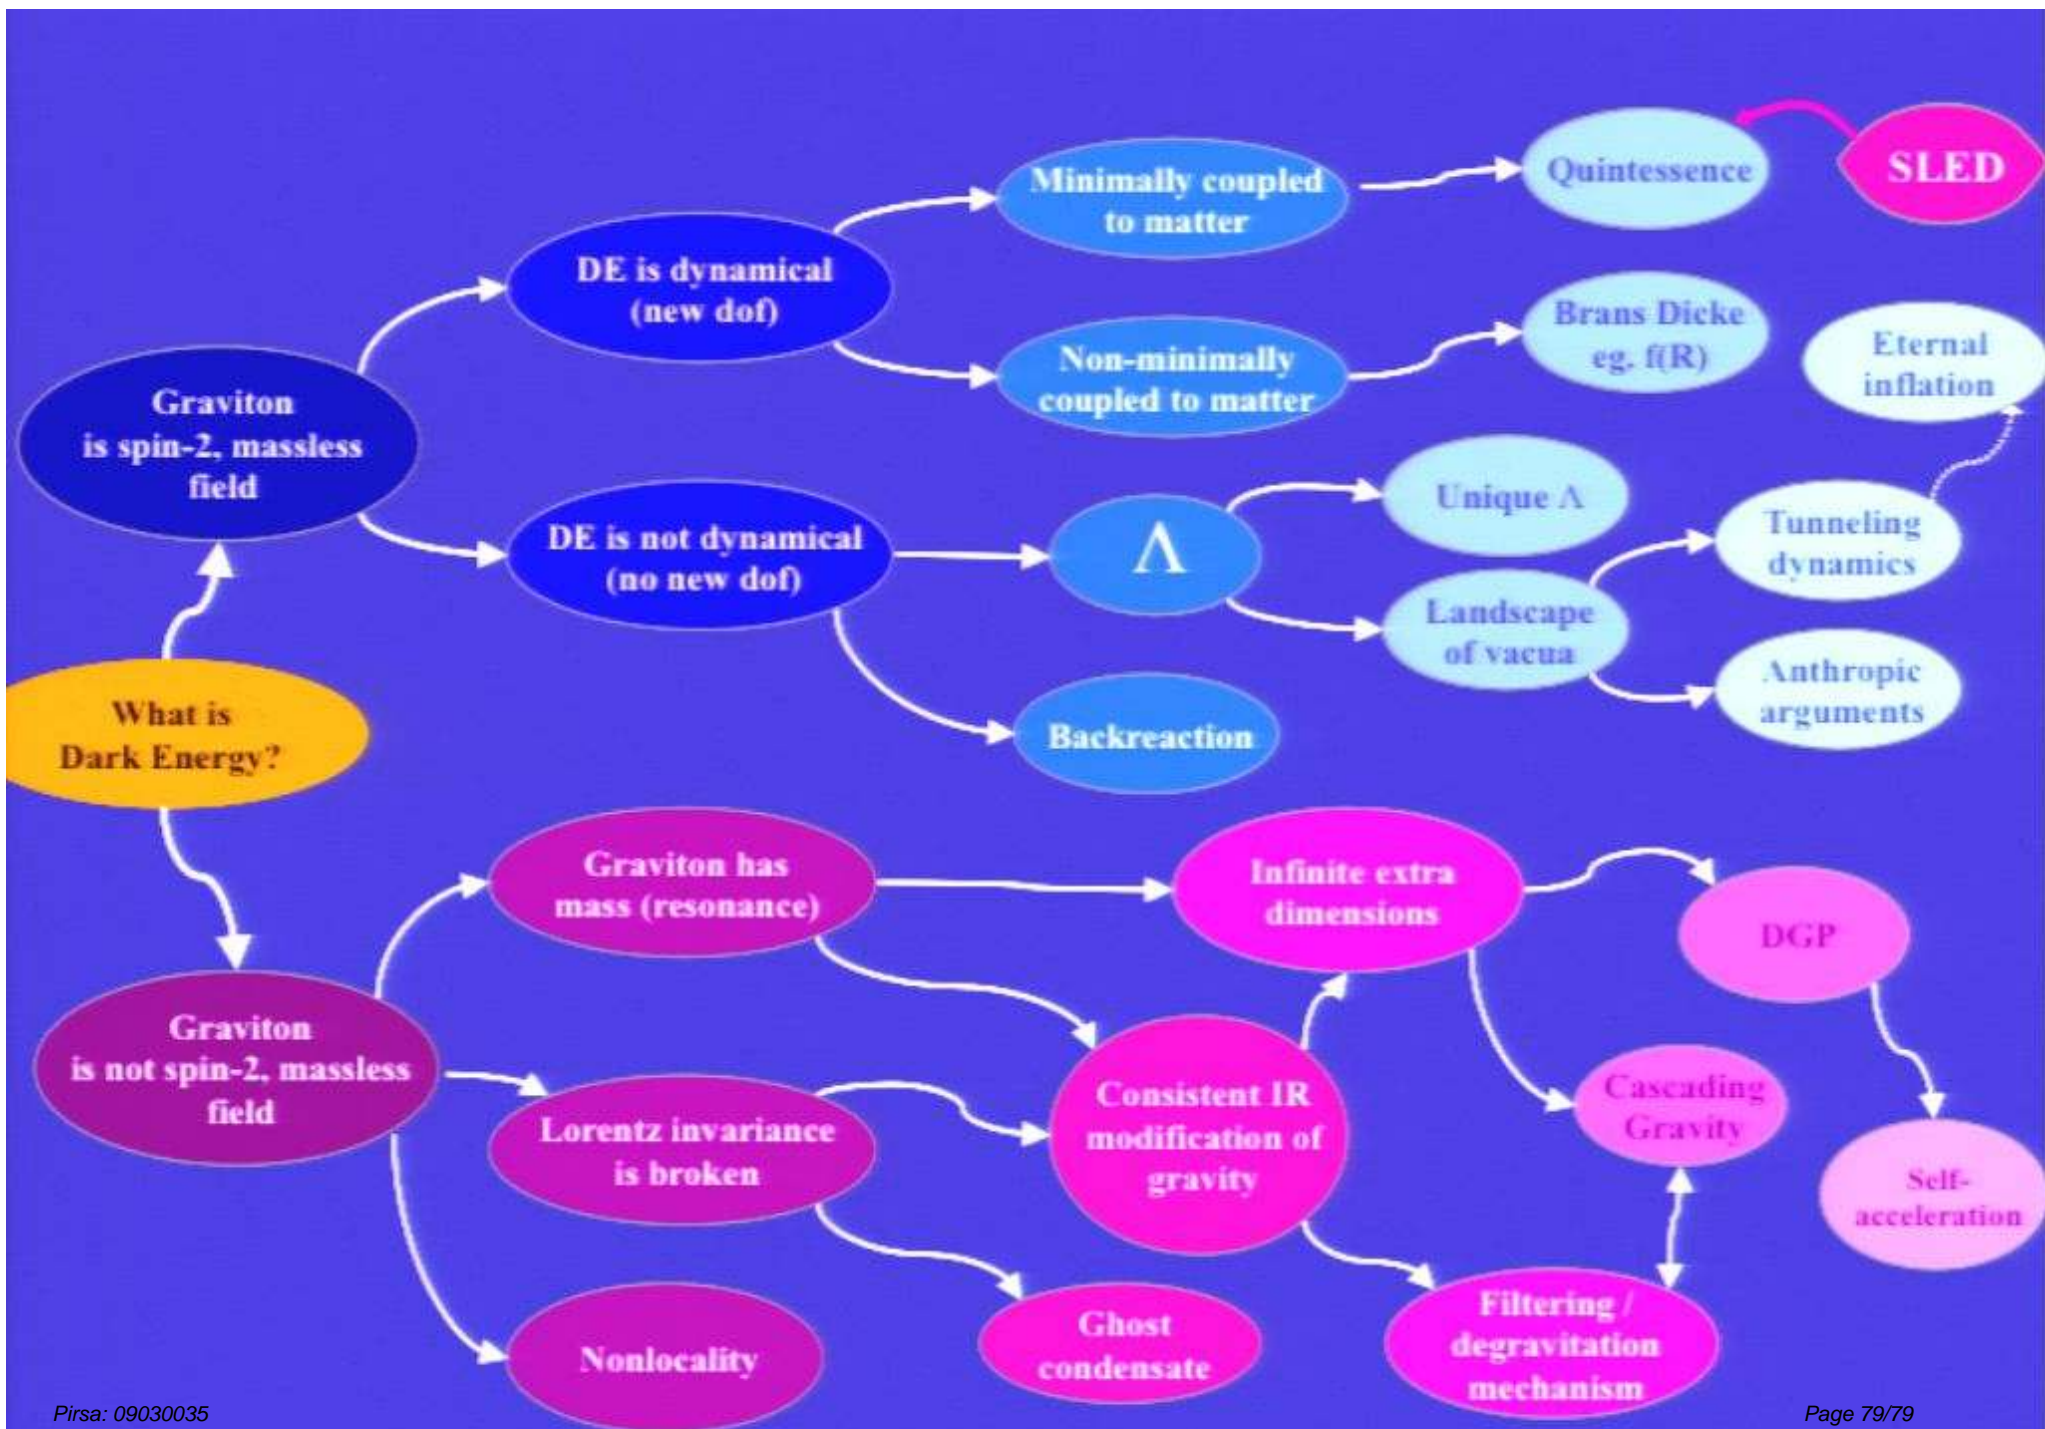 Minimally coupled
to matter
Quintessence
SLED
DE is dynamical
(new dof)
Non-minimally
coupled to matter
Brans Dicke
eg. f(R)
Eternal
inflation
Graviton
is spin-2, massless
field
Unique Λ
DE is not dynamical
(no new dof)
Λ
Tunneling
dynamics
Landscape
of vacua
Anthropic
arguments
What is
Dark Energy?
Backreaction
Graviton has
mass (resonance)
Infinite extra
dimensions
DGP
Graviton
is not spin-2, massless
field
Lorentz invariance
is broken
Consistent IR
modification of
gravity
Cascading
Gravity
Self-
acceleration
Nonlocality
Ghost
condensate
Filtering /
degravitation
mechanism
Pirsa: 09030035
Page 79/79